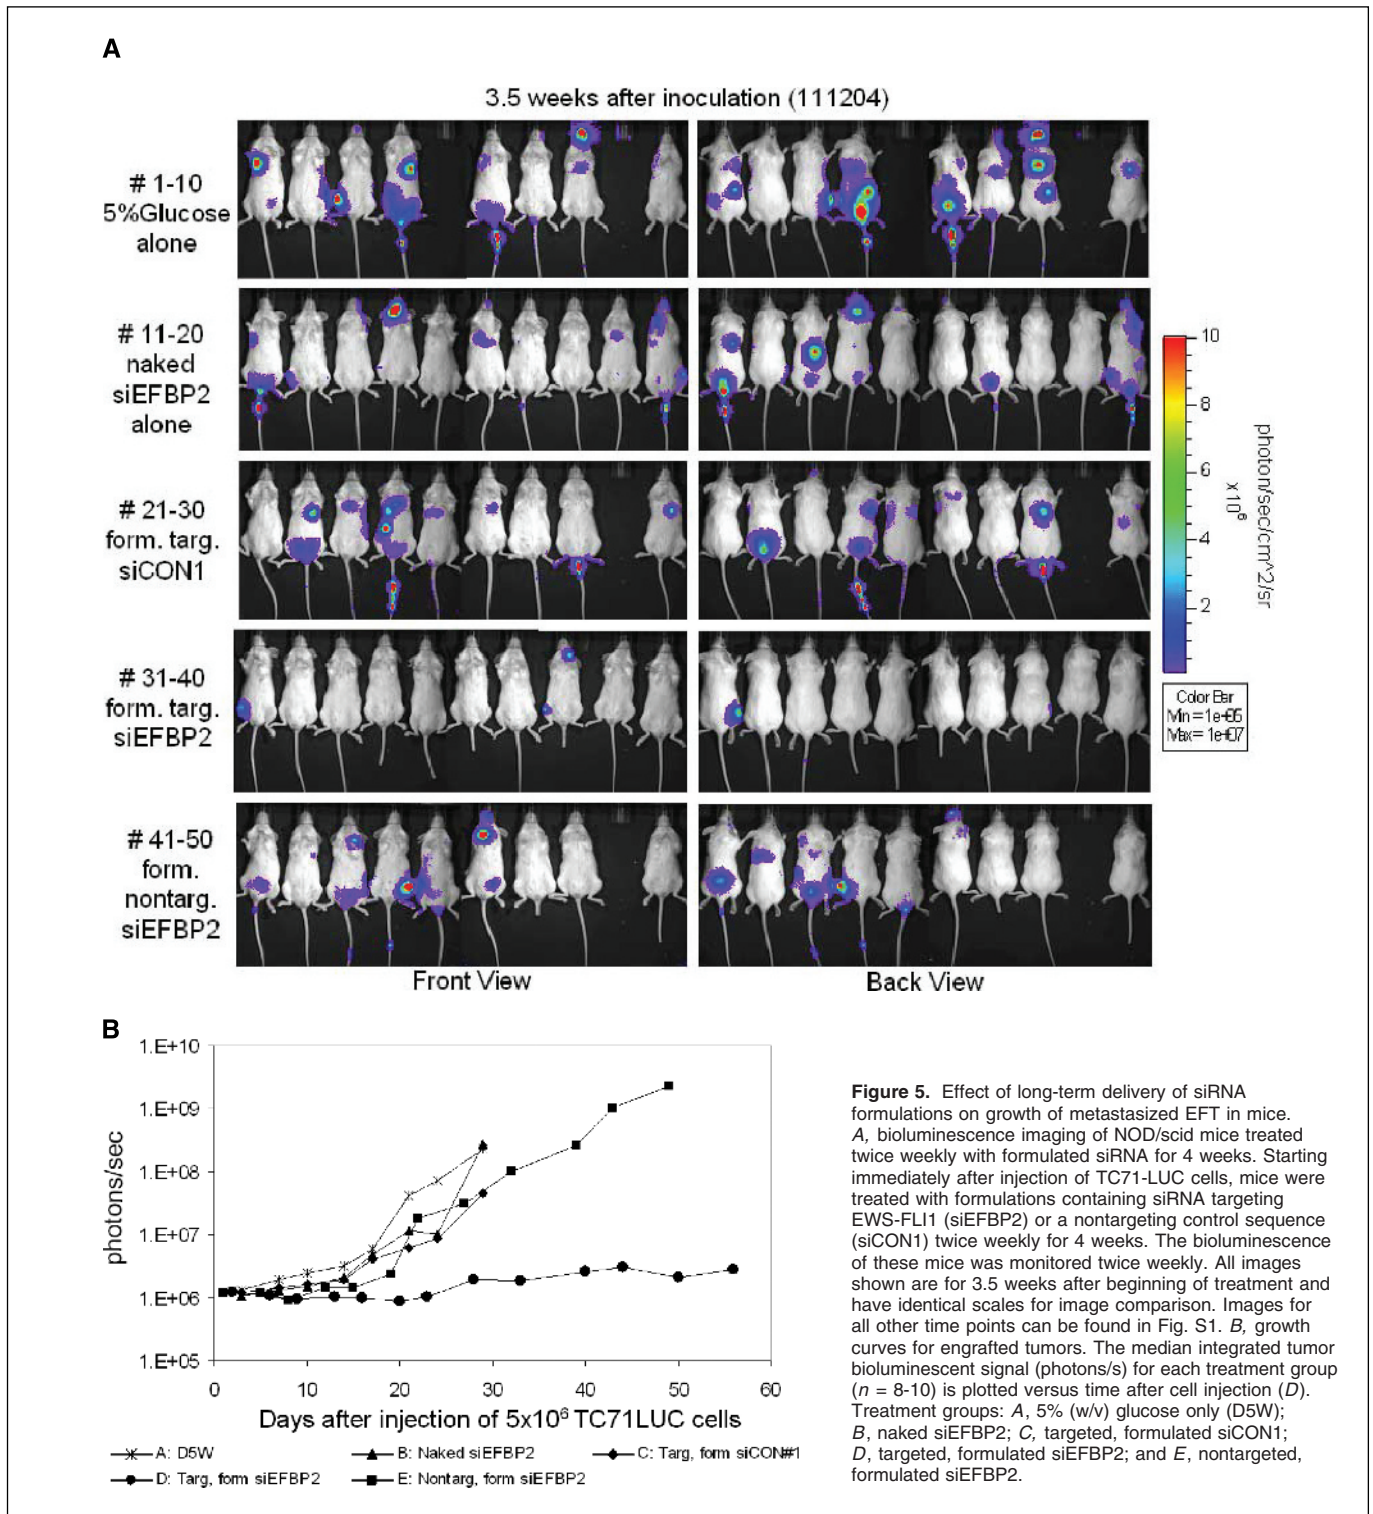 A
3.5 weeks after inoculation (111204)
# 1-10
5%Glucose
alone
# 11-20
naked
siEFBP2
alone
# 21-30
form. targ.
siCON1
# 31-40
form. targ.
siEFBP2
# 41-50
form.
nontarg.
siEFBP2
Front View
Back View
10
8
6
4
2
x10⁶
photon/sec/cm^2/sr
Color Bar
Min = 1e+05
Max = 1e+07
B
1.E+10
1.E+09
1.E+08
1.E+07
1.E+06
1.E+05
photons/sec
0 10 20 30 40 50 60
Days after injection of 5x10⁶ TC71LUC cells
A: D5W
B: Naked siEFBP2
C: Targ, form siCON#1
D: Targ, form siEFBP2
E: Nontarg, form siEFBP2
Figure 5. Effect of long-term delivery of siRNA
formulations on growth of metastasized EFT in mice.
A, bioluminescence imaging of NOD/scid mice treated
twice weekly with formulated siRNA for 4 weeks. Starting
immediately after injection of TC71-LUC cells, mice were
treated with formulations containing siRNA targeting
EWS-FLI1 (siEFBP2) or a nontargeting control sequence
(siCON1) twice weekly for 4 weeks. The bioluminescence
of these mice was monitored twice weekly. All images
shown are for 3.5 weeks after beginning of treatment and
have identical scales for image comparison. Images for
all other time points can be found in Fig. S1. B, growth
curves for engrafted tumors. The median integrated tumor
bioluminescent signal (photons/s) for each treatment group
(n = 8-10) is plotted versus time after cell injection (D).
Treatment groups: A, 5% (w/v) glucose only (D5W);
B, naked siEFBP2; C, targeted, formulated siCON1;
D, targeted, formulated siEFBP2; and E, nontargeted,
formulated siEFBP2.